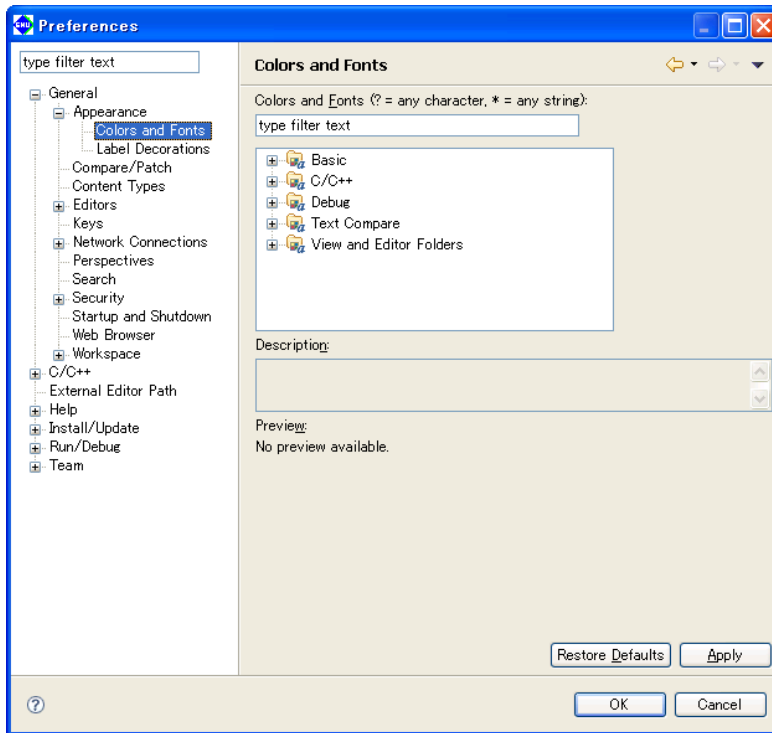 GNU Preferences
type filter text
General
Appearance
Colors and Fonts
Label Decorations
Compare/Patch
Content Types
Editors
Keys
Network Connections
Perspectives
Search
Security
Startup and Shutdown
Web Browser
Workspace
C/C++
External Editor Path
Help
Install/Update
Run/Debug
Team
Colors and Fonts
Colors and Fonts (? = any character, * = any string):
type filter text
Basic
C/C++
Debug
Text Compare
View and Editor Folders
Description:
Preview:
No preview available.
Restore Defaults
Apply
OK
Cancel